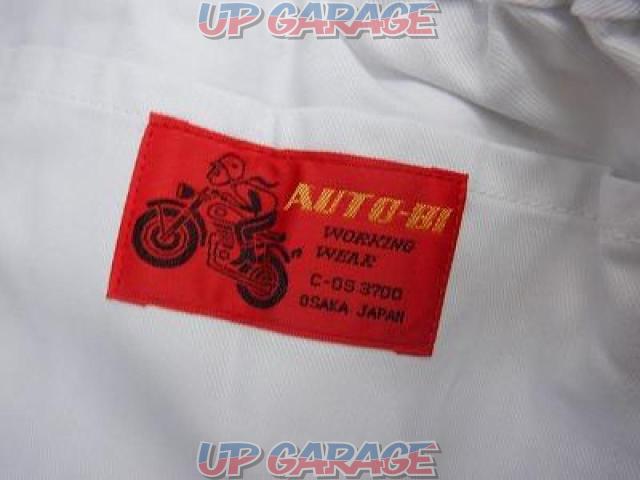 UP GARAGE
AUTO-BI
WORKING
WEAR
C-OS 3700
OSAKA JAPAN
UP GARAGE